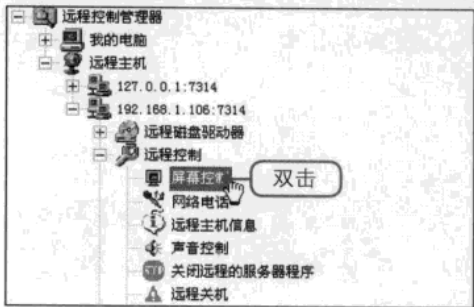 远程控制管理器
我的电脑
远程主机
127.0.0.1:7314
192.168.1.106:7314
远程磁盘驱动器
远程控制
屏幕控制 双击
网络电话
远程主机信息
声音控制
关闭远程的服务器程序
远程关机